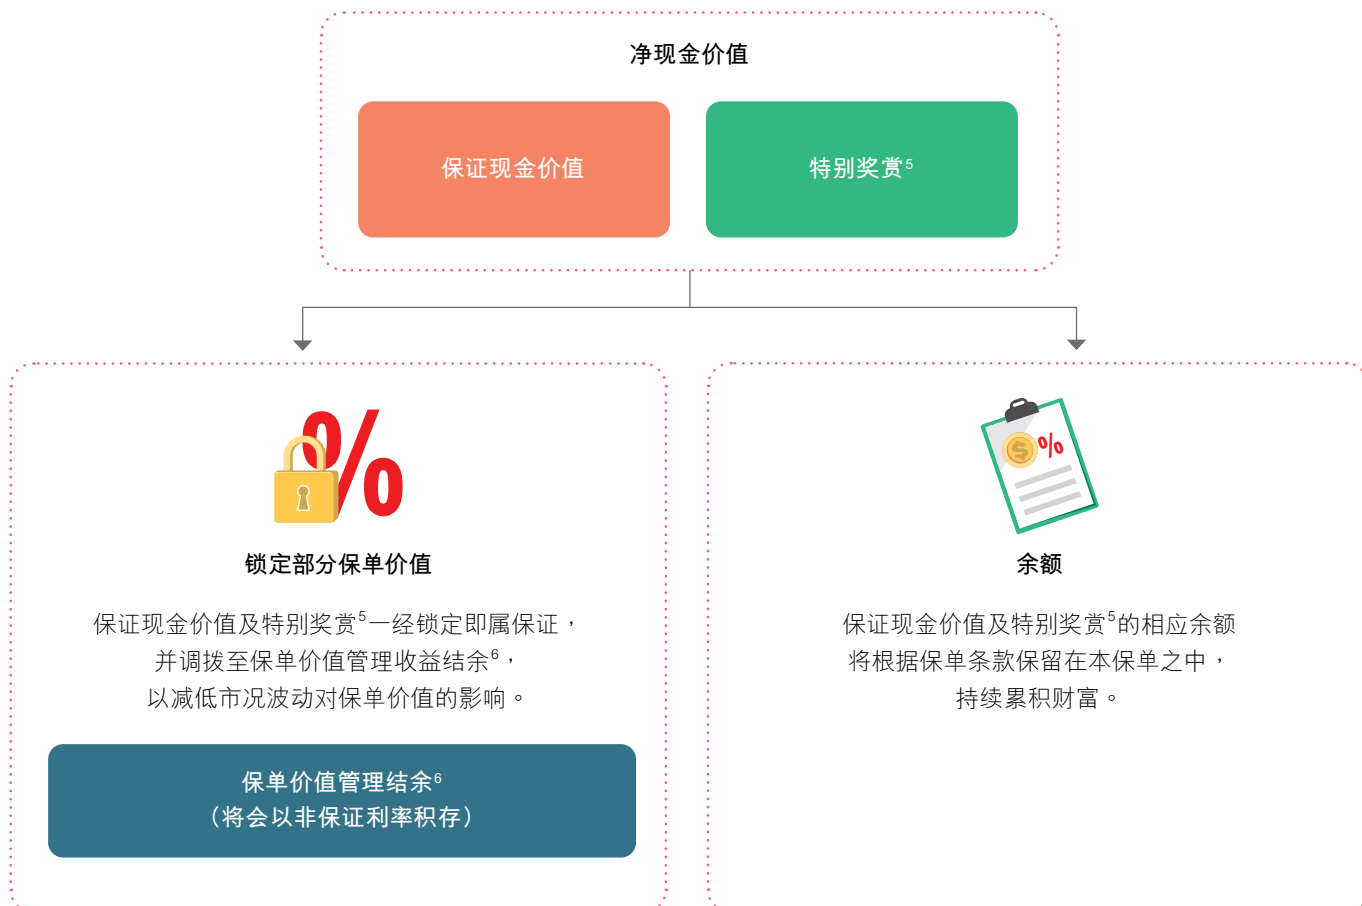 净现金价值
保证现金价值
特别奖赏5
%
%
$
锁定部分保单价值
保证现金价值及特别奖赏5一经锁定即属保证，
并调拨至保单价值管理收益结余6，
以减低市况波动对保单价值的影响。
保单价值管理结余6
（将会以非保证利率积存）
余额
保证现金价值及特别奖赏5的相应余额
将根据保单条款保留在本保单之中，
持续累积财富。